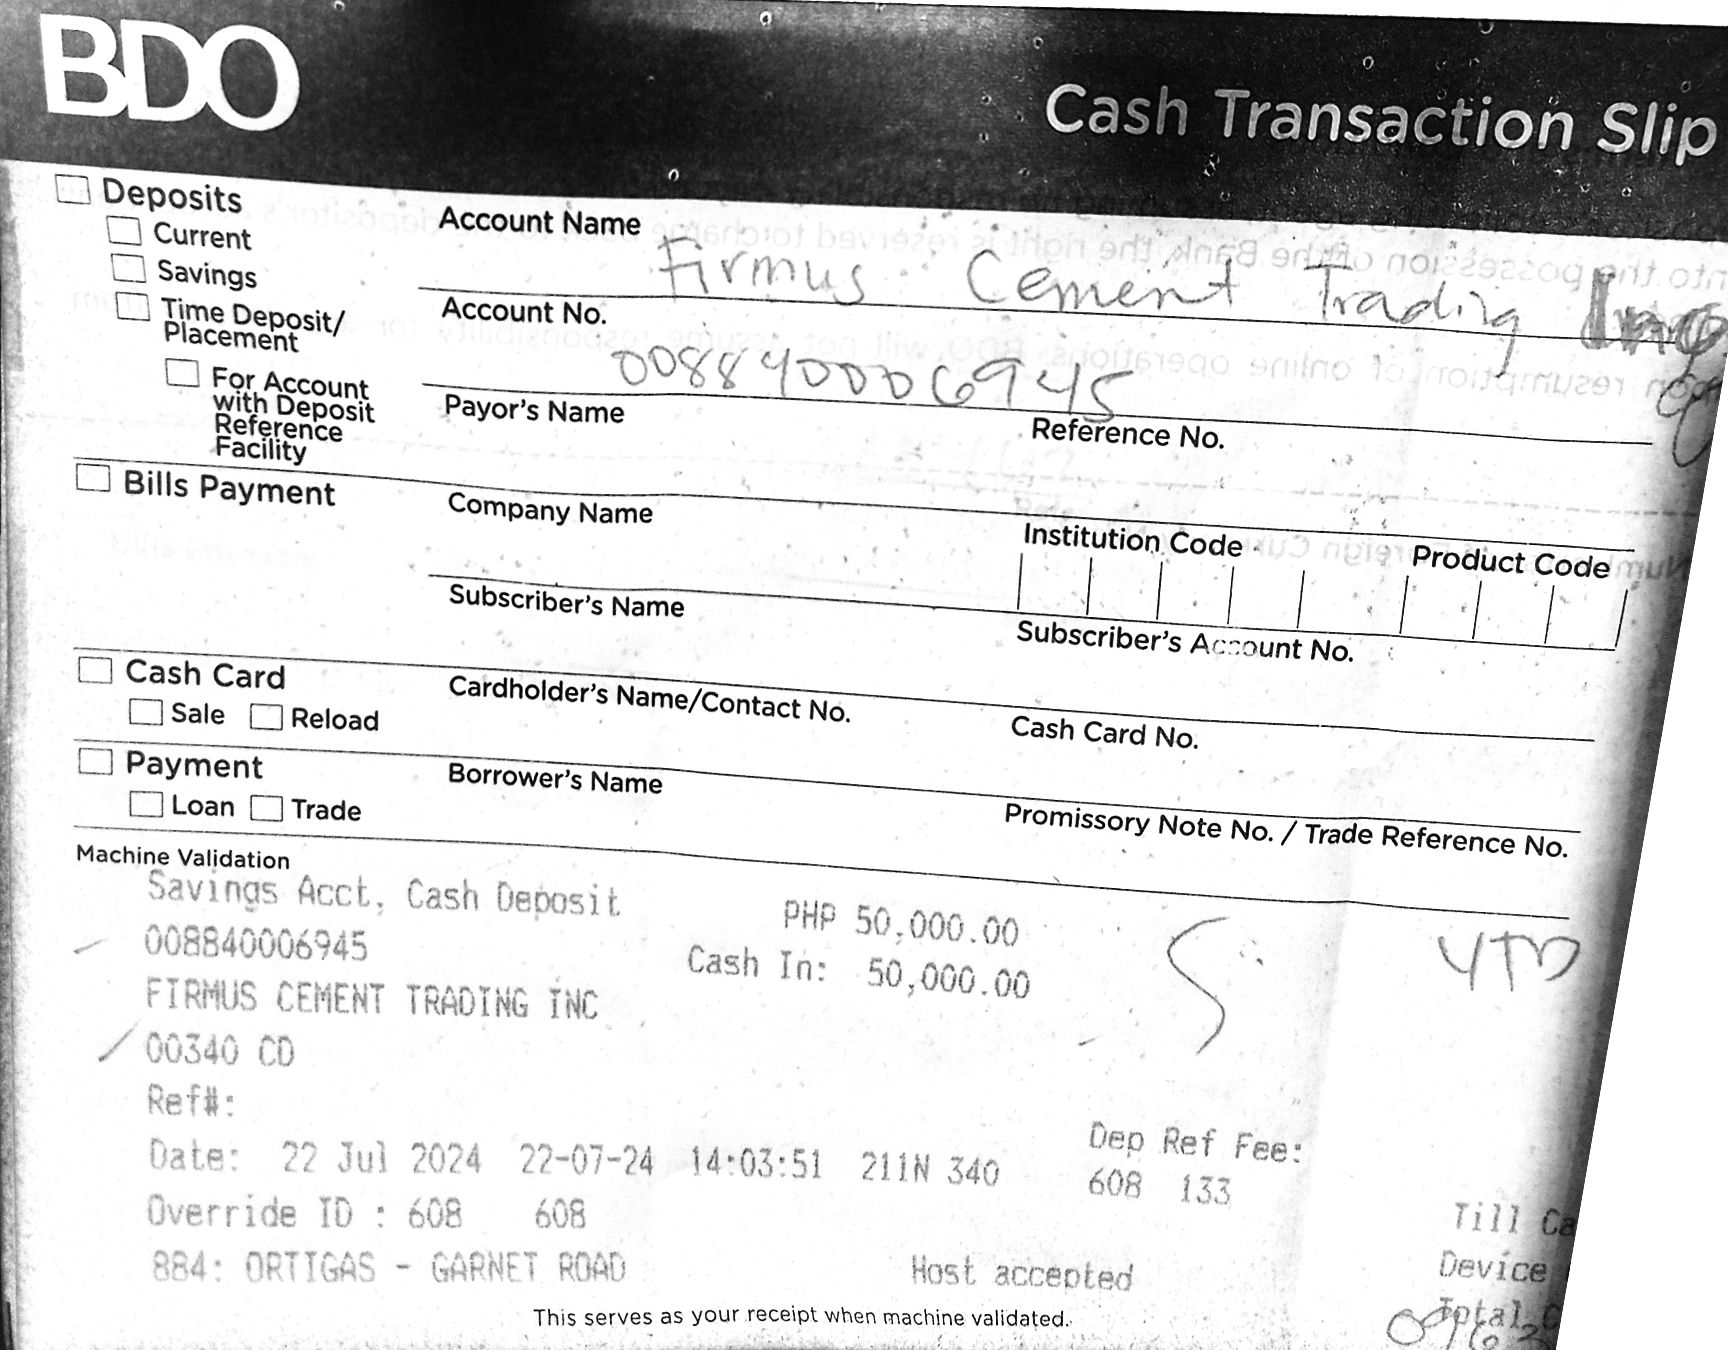 BDO
Cash Transaction Slip
Deposits
Current
Savings
Time Deposit/
Placement
For Account
with Deposit
Reference
Facility
Account Name
Firmus Cement Trading
Account No.
008840006945
Payor's Name
Reference No.
Bills Payment
Company Name
Institution Code
Product Code
Subscriber's Name
Subscriber's Account No.
Cash Card
Sale Reload
Cardholder's Name/Contact No.
Cash Card No.
Payment
Loan Trade
Borrower's Name
Promissory Note No. / Trade Reference No.
Machine Validation
Savings Acct, Cash Deposit PHP 50,000.00
008840006945 Cash In: 50,000.00
FIRMUS CEMENT TRADING INC
00340 CD
Ref#:
Dep Ref Fee:
Date: 22 Jul 2024 22-07-24 14:03:51 211N 340 608 133
Override ID : 608 608
Till
884: ORTIGAS - GARNET ROAD Host accepted Device
This serves as your receipt when machine validated.